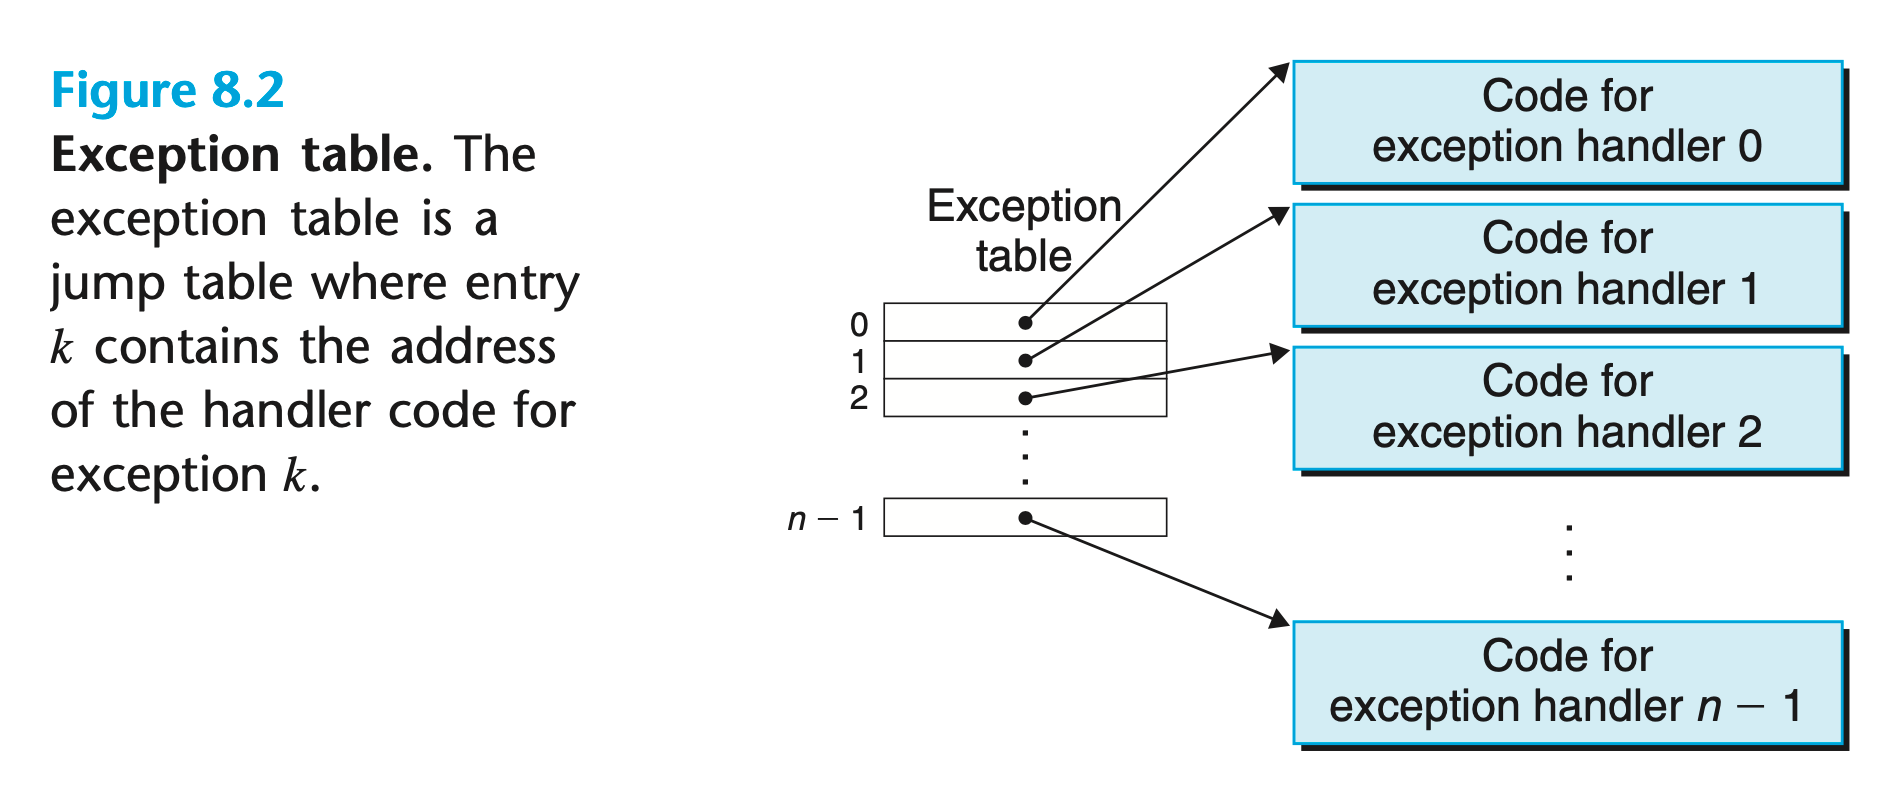 Figure 8.2
Exception table. The
exception table is a
jump table where entry
k contains the address
of the handler code for
exception k.
Exception
table
0
1
2
n – 1
Code for
exception handler 0
Code for
exception handler 1
Code for
exception handler 2
Code for
exception handler n – 1